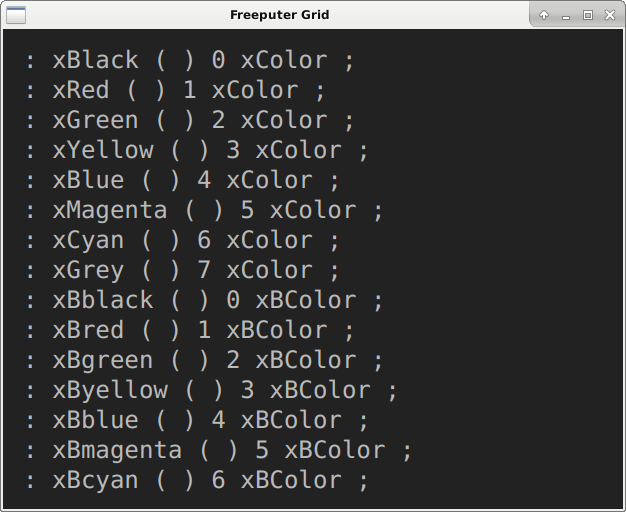 Freeputer Grid
: xBlack ( ) 0 xColor ;
: xRed ( ) 1 xColor ;
: xGreen ( ) 2 xColor ;
: xYellow ( ) 3 xColor ;
: xBlue ( ) 4 xColor ;
: xMagenta ( ) 5 xColor ;
: xCyan ( ) 6 xColor ;
: xGrey ( ) 7 xColor ;
: xBblack ( ) 0 xBColor ;
: xBred ( ) 1 xBColor ;
: xBgreen ( ) 2 xBColor ;
: xByellow ( ) 3 xBColor ;
: xBblue ( ) 4 xBColor ;
: xBmagenta ( ) 5 xBColor ;
: xBcyan ( ) 6 xBColor ;